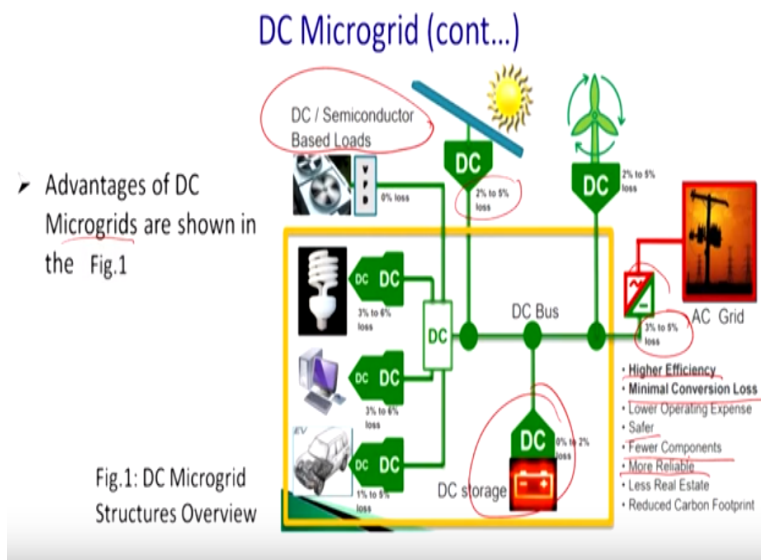 DC Microgrid (cont...)
DC / Semiconductor
Based Loads
VFD
0% loss
DC
2% to 5%
loss
DC
2% to 5%
loss
➢ Advantages of DC
Microgrids are shown in
the Fig.1
DC DC
3% to 6%
loss
DC
DC Bus
3% to 5%
loss
AC Grid
DC DC
3% to 6%
loss
• Higher Efficiency
• Minimal Conversion Loss
• Lower Operating Expense
• Safer
• Fewer Components
• More Reliable
• Less Real Estate
• Reduced Carbon Footprint
EV
DC DC
1% to 5%
loss
DC
0% to 2%
loss
DC storage
Fig.1: DC Microgrid
Structures Overview